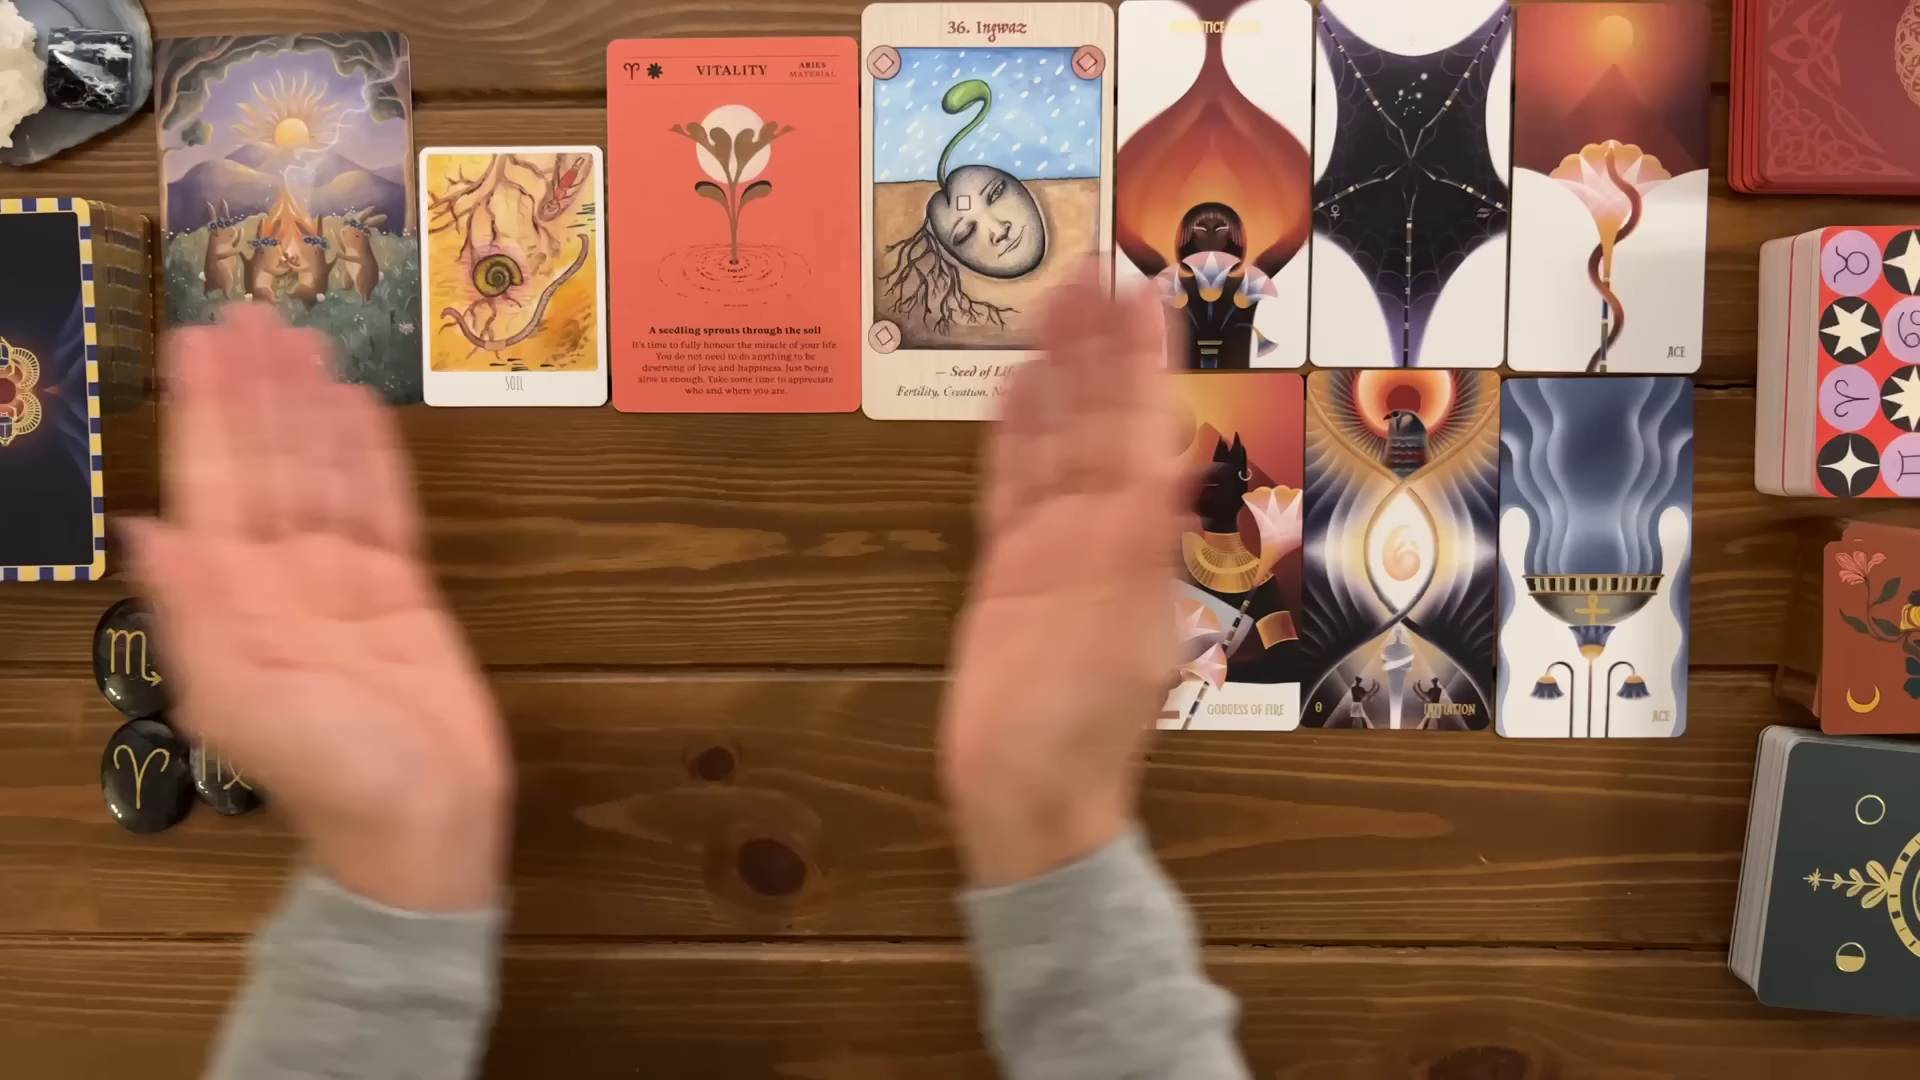 SOIL
VITALITY
ARIES
MATERIAL
A seedling sprouts through the soil
It's time to fully honour the miracle of your life.
You do not need to do anything to be
deserving of love and happiness. Just being
alive is enough. Take some time to appreciate
who and where you are.
36. Ingwaz
— Seed of
Fertility, Creation,
ACE
GODDESS OF FIRE
0
INITIATION
ACE